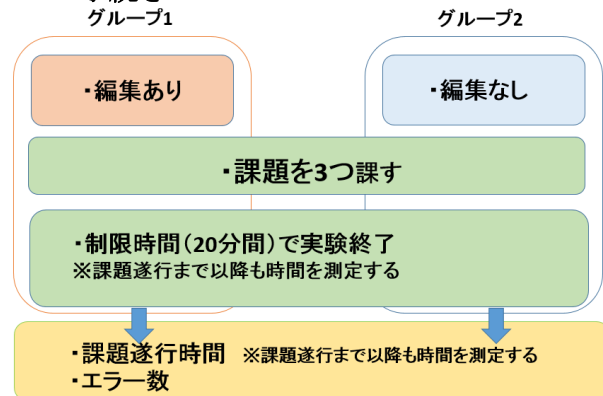 グループ1
グループ2
・編集あり
・編集なし
・課題を3つ課す
・制限時間(20分間)で実験終了
※課題遂行まで以降も時間を測定する
・課題遂行時間 ※課題遂行まで以降も時間を測定する
・エラー数